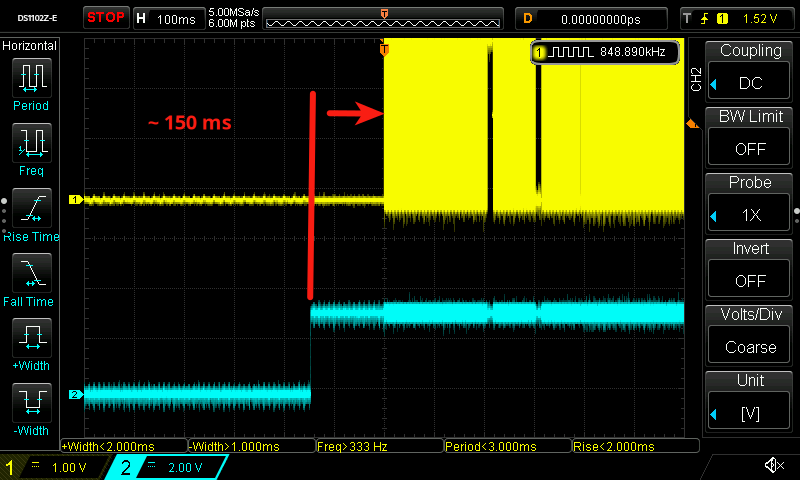 DS1102Z-E
STOP
H 100ms
5.00MSa/s
6.00M pts
T
D 0.00000000ps
T 1 1.52 V
Horizontal
Period
Freq
Rise Time
Fall Time
+Width
-Width
T
1 848.890kHz
~ 150 ms
1
2
CH2
Coupling
DC
BW Limit
OFF
Probe
1X
Invert
OFF
Volts/Div
Coarse
Unit
[V]
+Width<2.000ms
-Width>1.000ms
Freq>333 Hz
Period<3.000ms
Rise<2.000ms
1 1.00 V
2 2.00 V